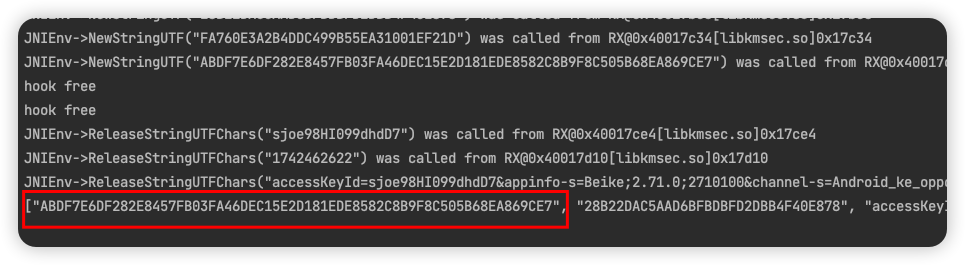 JNIEnv->NewStringUTF("FA760E3A2B4DDC499B55EA31001EF21D") was called from RX@0x40017c34[libkmsec.so]0x17c34
JNIEnv->NewStringUTF("ABDF7E6DF282E8457FB03FA46DEC15E2D181EDE8582C8B9F8C505B68EA869CE7") was called from RX@0x40017
hook free
hook free
JNIEnv->ReleaseStringUTFChars("sjoe98HI099dhdD7") was called from RX@0x40017ce4[libkmsec.so]0x17ce4
JNIEnv->ReleaseStringUTFChars("1742462622") was called from RX@0x40017d10[libkmsec.so]0x17d10
JNIEnv->ReleaseStringUTFChars("accessKeyId=sjoe98HI099dhdD7&appinfo-s=Beike;2.71.0;2710100&channel-s=Android_ke_oppo
["ABDF7E6DF282E8457FB03FA46DEC15E2D181EDE8582C8B9F8C505B68EA869CE7", "28B22DAC5AAD6BFBDBFD2DBB4F40E878", "accessKeyI